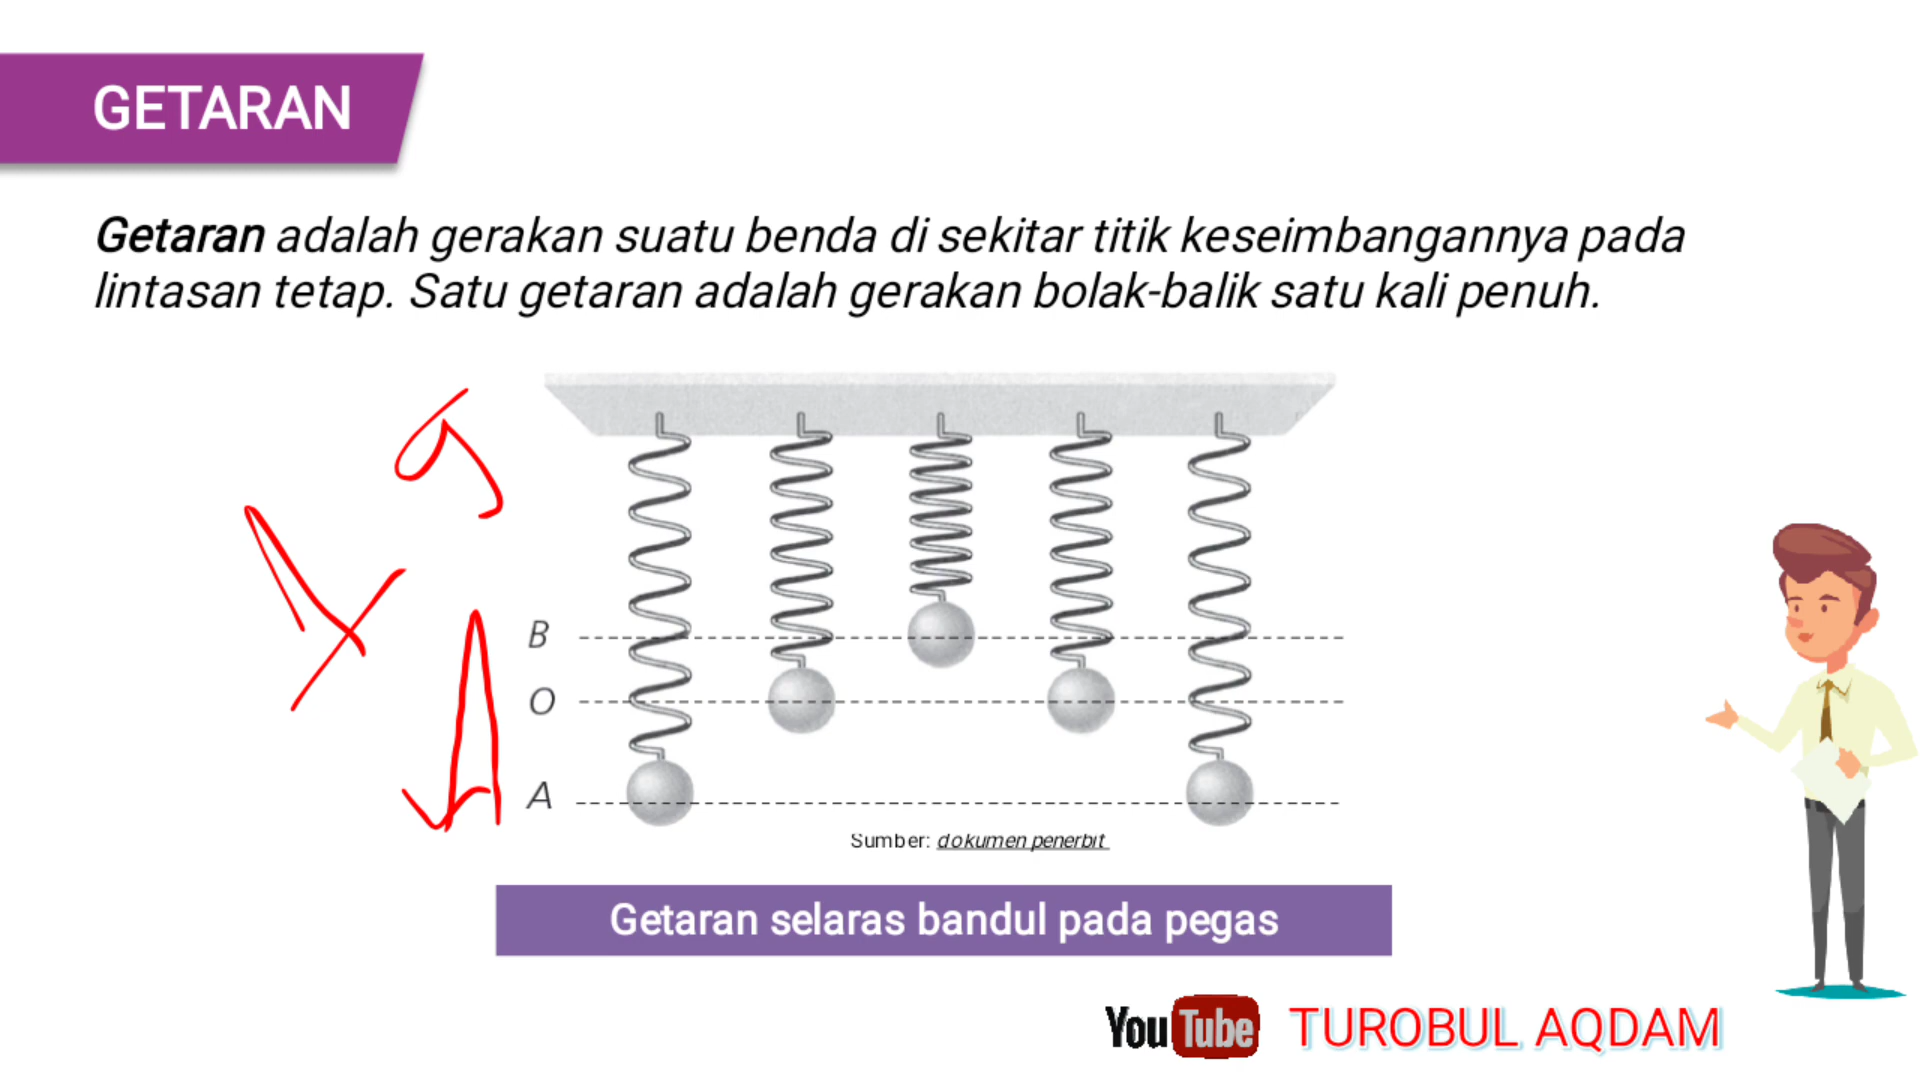 GETARAN
Getaran adalah gerakan suatu benda di sekitar titik keseimbangannya pada
lintasan tetap. Satu getaran adalah gerakan bolak-balik satu kali penuh.
B
O
A
Sumber: dokumen penerbit
Getaran selaras bandul pada pegas
YouTube TUROBUL AQDAM